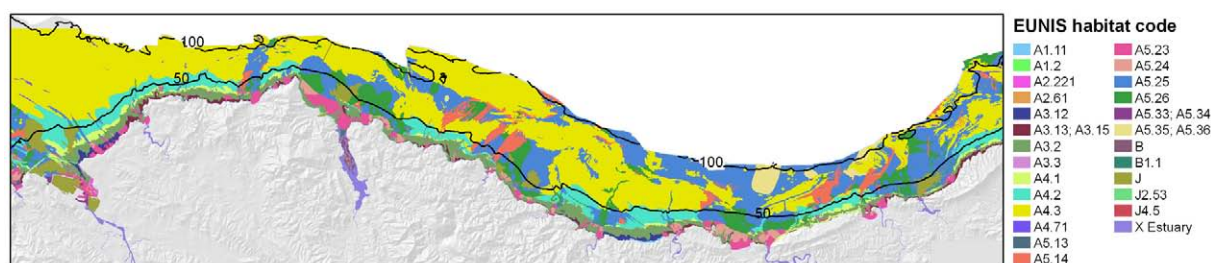 EUNIS habitat code
A1.11
A1.2
A2.221
A2.61
A3.12
A3.13; A3.15
A3.2
A3.3
A4.1
A4.2
A4.3
A4.71
A5.13
A5.14
A5.23
A5.24
A5.25
A5.26
A5.33; A5.34
A5.35; A5.36
B
B1.1
J
J2.53
J4.5
X Estuary
100
50
100
50